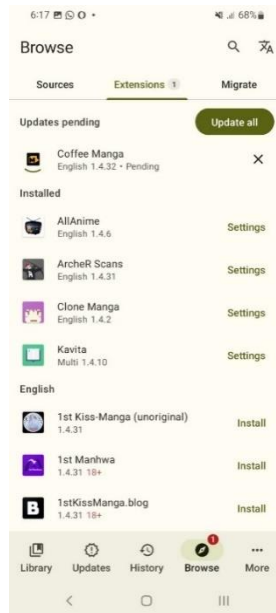 6:17
68%
Browse
Sources
Extensions 1
Migrate
Updates pending
Update all
Coffee Manga
English 1.4.32 • Pending
Installed
AllAnime
English 1.4.6
Settings
ArcheR Scans
English 1.4.31
Settings
Clone Manga
English 1.4.2
Settings
Kavita
Multi 1.4.10
Settings
English
1st Kiss-Manga (unoriginal)
1.4.31
Install
1st Manhwa
1.4.31 18+
Install
B
1stKissManga.blog
1.4.31 18+
Install
1
Library
Updates
History
Browse
More